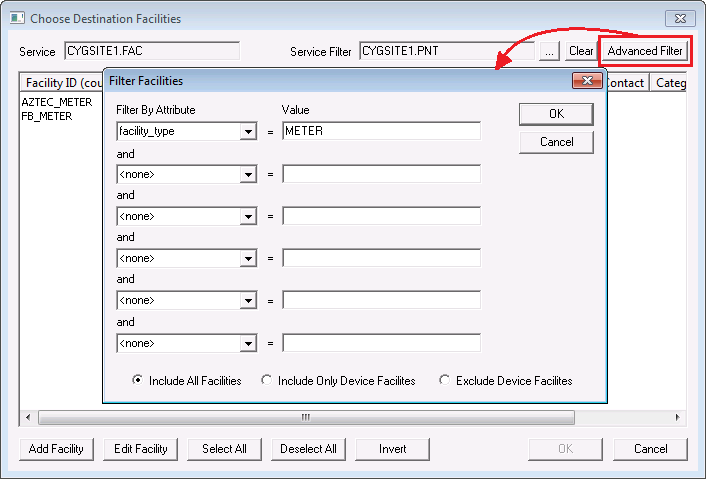 Choose Destination Facilities
Service CYGSITE1.FAC Service Filter CYGSITE1.PNT ... Clear Advanced Filter
Facility ID (cou Contact Categ
AZTEC_METER
FB_METER
Filter Facilities
Filter By Attribute Value
facility_type = METER
and
<none> =
and
<none> =
and
<none> =
and
<none> =
and
<none> =
OK
Cancel
Include All Facilities Include Only Device Facilites Exclude Device Facilites
Add Facility Edit Facility Select All Deselect All Invert OK Cancel